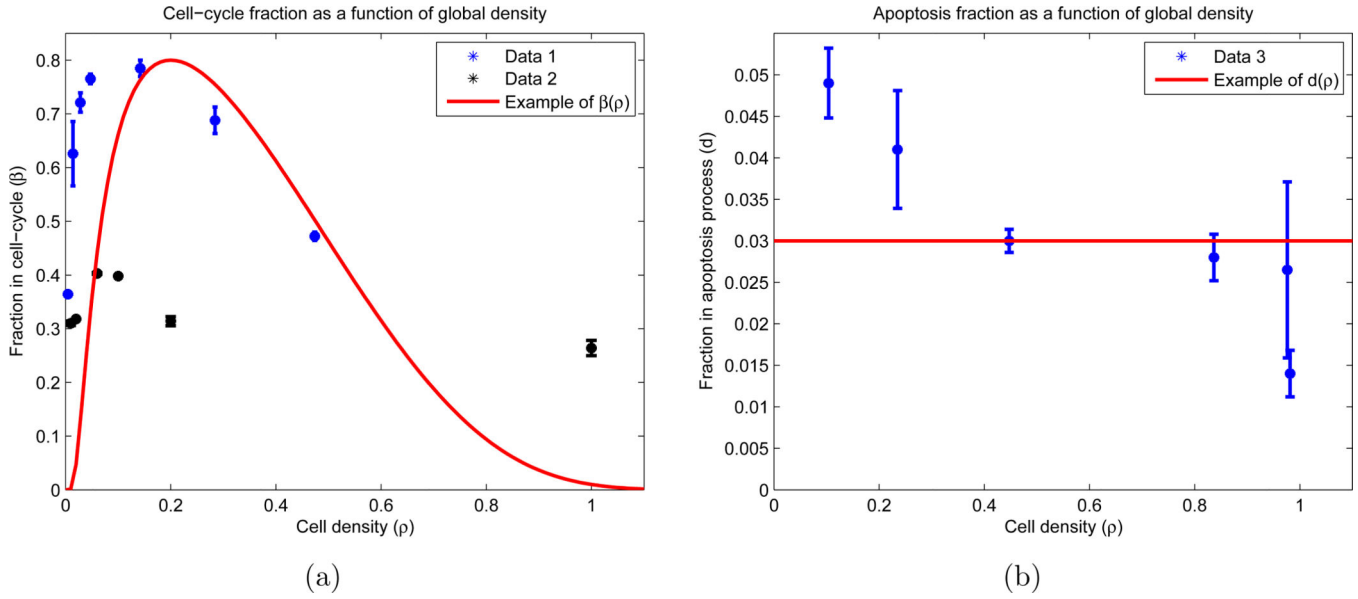 Cell−cycle fraction as a function of global density
Data 1
Data 2
Example of β(ρ)
Fraction in cell−cycle (β)
0.8
0.7
0.6
0.5
0.4
0.3
0.2
0.1
0
0 0.2 0.4 0.6 0.8 1
Cell density (ρ)
(a)
Apoptosis fraction as a function of global density
Data 3
Example of d(ρ)
Fraction in apoptosis process (d)
0.05
0.045
0.04
0.035
0.03
0.025
0.02
0.015
0.01
0.005
0
0 0.2 0.4 0.6 0.8 1
Cell density (ρ)
(b)